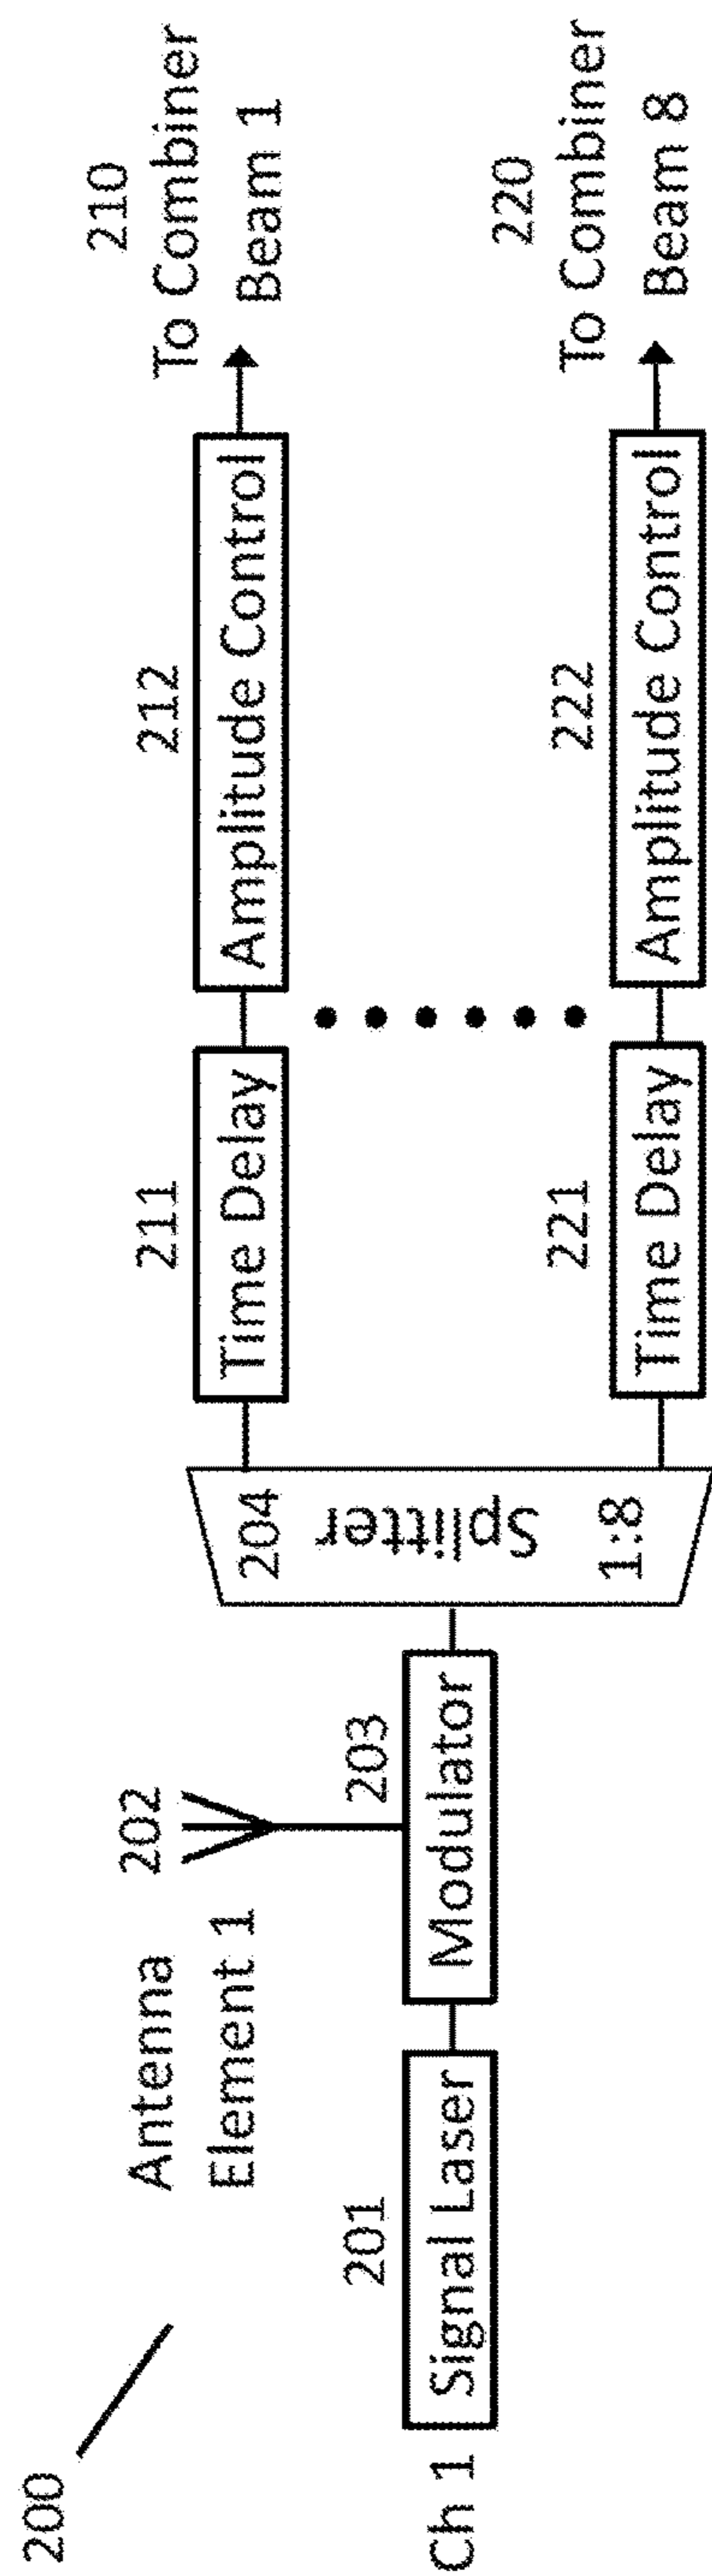 200
Ch 1
201
Signal Laser
Antenna
Element 1
202
203
Modulator
204
Splitter
1:8
211
Time Delay
212
Amplitude Control
210
To Combiner
Beam 1
221
Time Delay
222
Amplitude Control
220
To Combiner
Beam 8